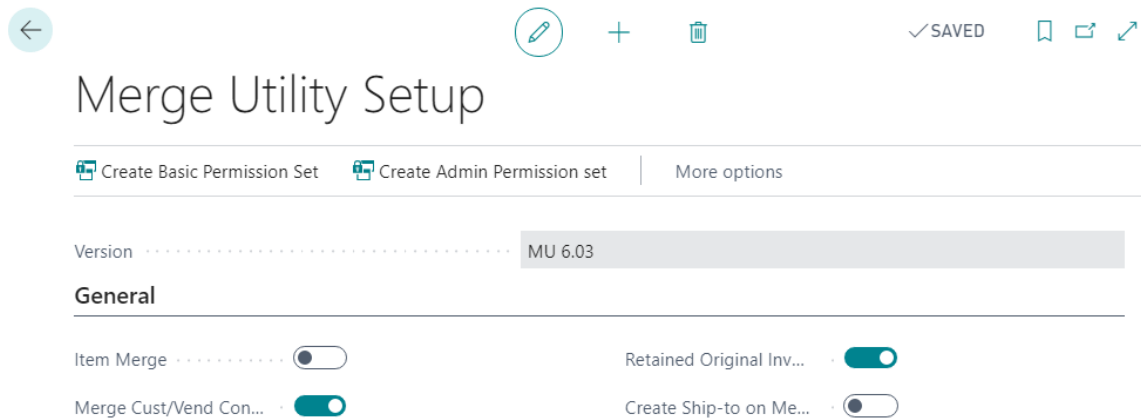 SAVED
Merge Utility Setup
Create Basic Permission Set Create Admin Permission set More options
Version MU 6.03
General
Item Merge Retained Original Inv...
Merge Cust/Vend Con... Create Ship-to on Me...